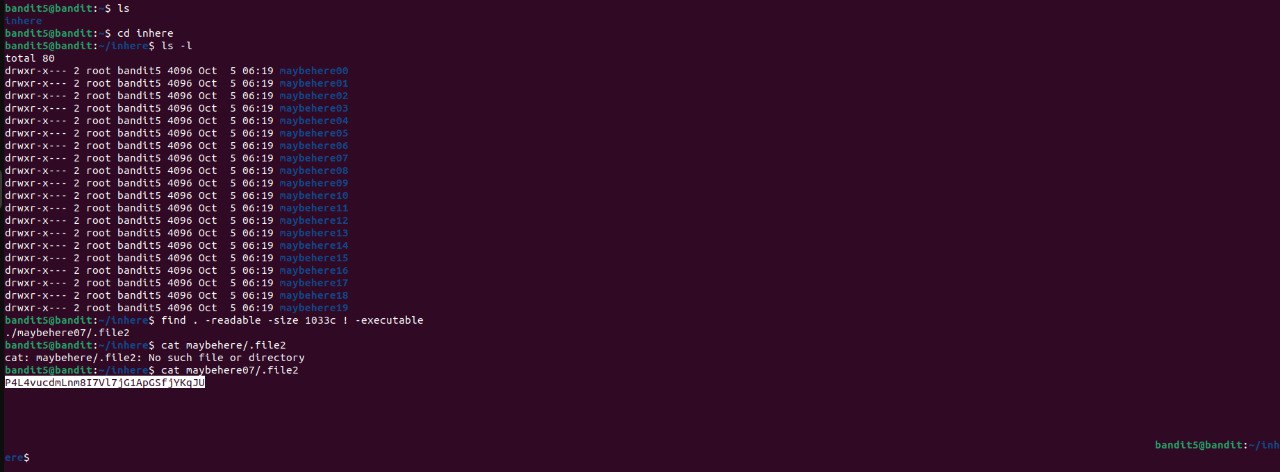 bandit5@bandit:~$ ls
inhere
bandit5@bandit:~$ cd inhere
bandit5@bandit:~/inhere$ ls -l
total 80
drwxr-x--- 2 root bandit5 4096 Oct  5 06:19 maybehere00
drwxr-x--- 2 root bandit5 4096 Oct  5 06:19 maybehere01
drwxr-x--- 2 root bandit5 4096 Oct  5 06:19 maybehere02
drwxr-x--- 2 root bandit5 4096 Oct  5 06:19 maybehere03
drwxr-x--- 2 root bandit5 4096 Oct  5 06:19 maybehere04
drwxr-x--- 2 root bandit5 4096 Oct  5 06:19 maybehere05
drwxr-x--- 2 root bandit5 4096 Oct  5 06:19 maybehere06
drwxr-x--- 2 root bandit5 4096 Oct  5 06:19 maybehere07
drwxr-x--- 2 root bandit5 4096 Oct  5 06:19 maybehere08
drwxr-x--- 2 root bandit5 4096 Oct  5 06:19 maybehere09
drwxr-x--- 2 root bandit5 4096 Oct  5 06:19 maybehere10
drwxr-x--- 2 root bandit5 4096 Oct  5 06:19 maybehere11
drwxr-x--- 2 root bandit5 4096 Oct  5 06:19 maybehere12
drwxr-x--- 2 root bandit5 4096 Oct  5 06:19 maybehere13
drwxr-x--- 2 root bandit5 4096 Oct  5 06:19 maybehere14
drwxr-x--- 2 root bandit5 4096 Oct  5 06:19 maybehere15
drwxr-x--- 2 root bandit5 4096 Oct  5 06:19 maybehere16
drwxr-x--- 2 root bandit5 4096 Oct  5 06:19 maybehere17
drwxr-x--- 2 root bandit5 4096 Oct  5 06:19 maybehere18
drwxr-x--- 2 root bandit5 4096 Oct  5 06:19 maybehere19
bandit5@bandit:~/inhere$ find . -readable -size 1033c ! -executable
./maybehere07/.file2
bandit5@bandit:~/inhere$ cat maybehere/.file2
cat: maybehere/.file2: No such file or directory
bandit5@bandit:~/inhere$ cat maybehere07/.file2
P4L4vucdmLnm8I7Vl7jG1ApGSfjYKqJU
bandit5@bandit:~/inh
ere$